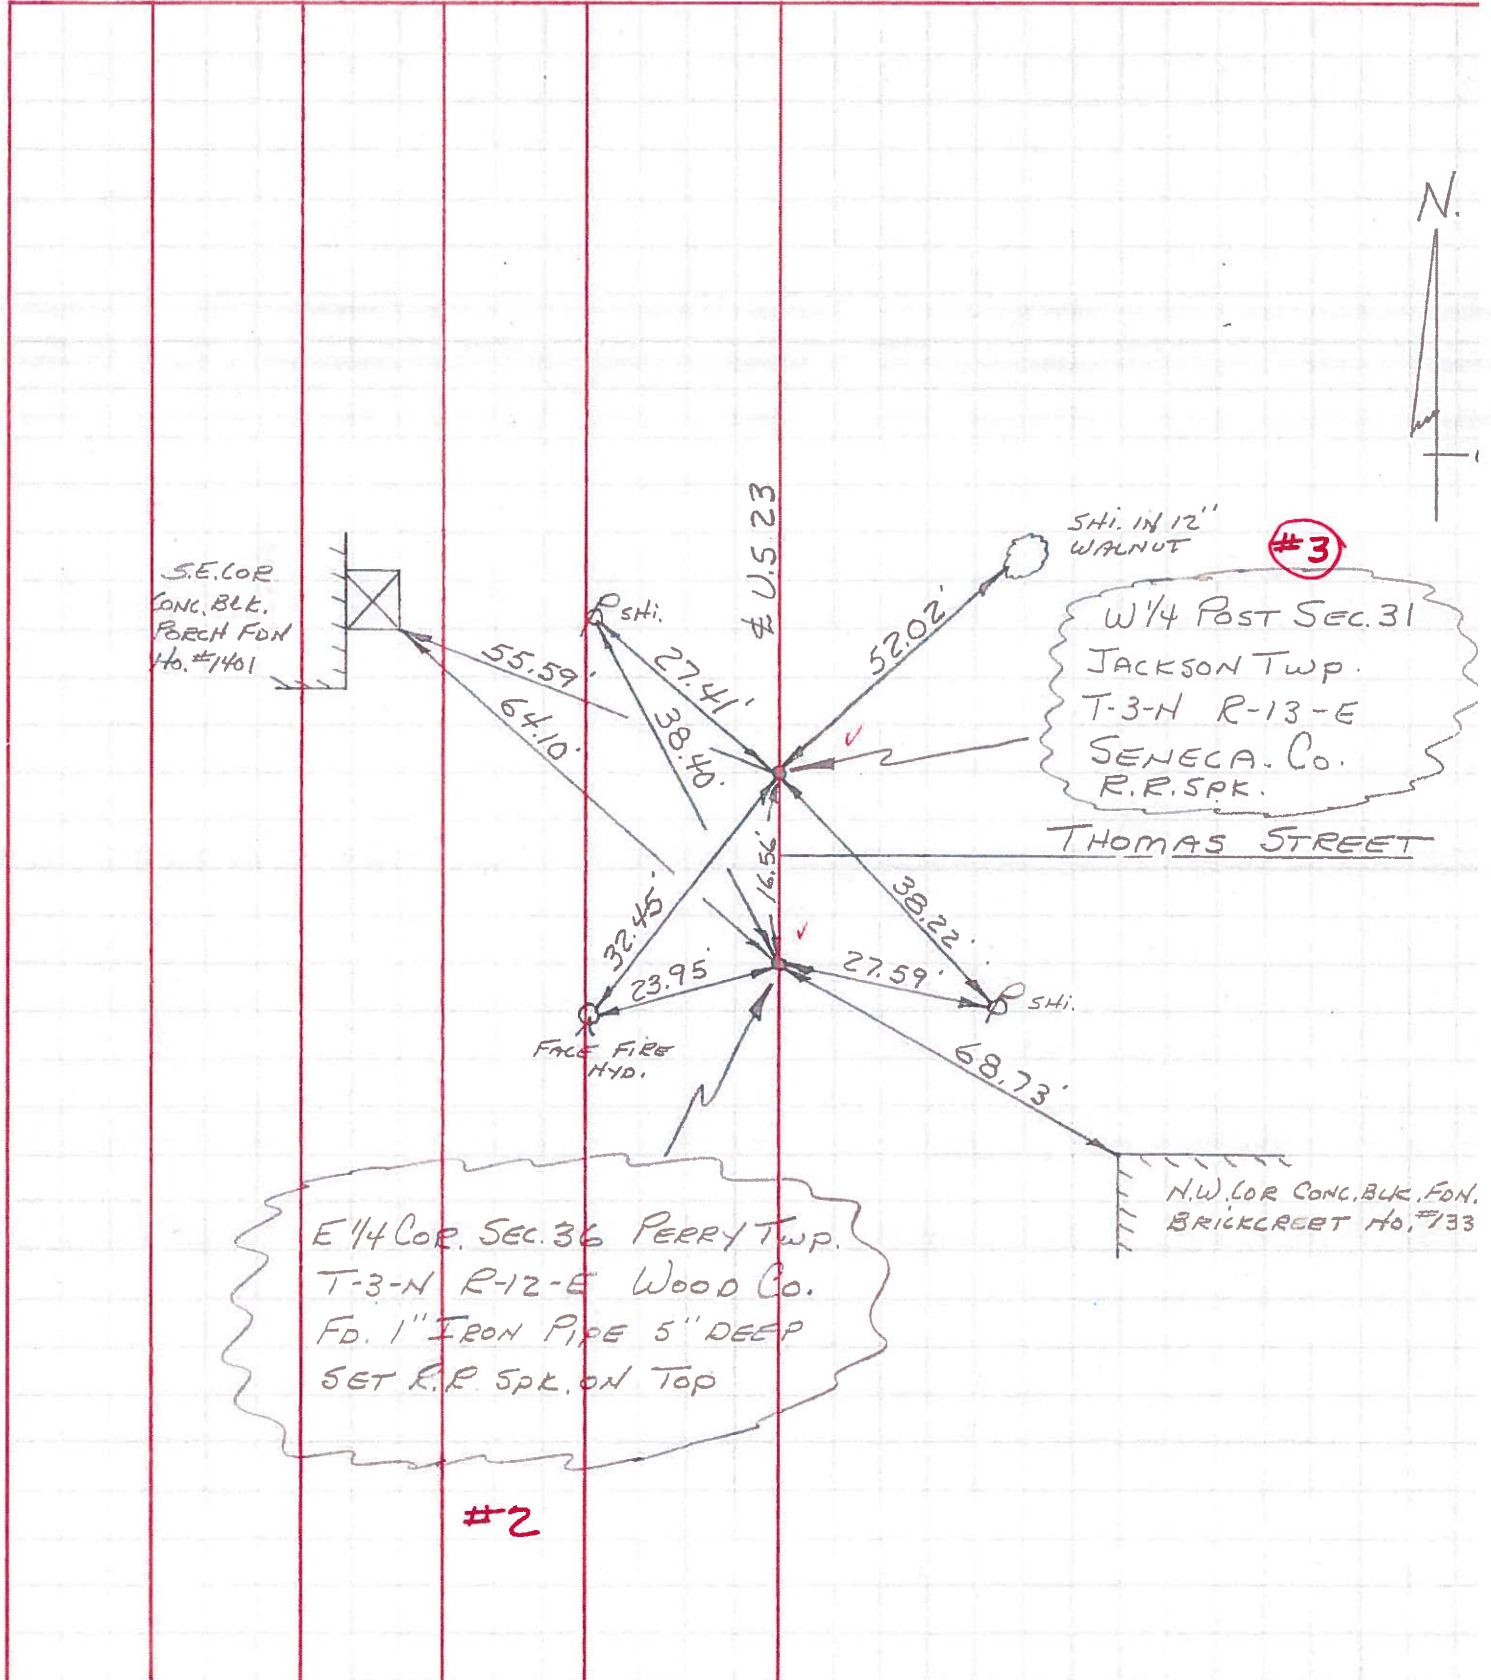 N.
℄ U.S. 23
SHI. IN 12"
WALNUT
#3
S.E. COR
CONC. BLK.
PORCH FDN
HO. #1401
SHI.
55.59'
27.41'
52.02'
64.10'
38.40'
W 1/4 POST SEC. 31
JACKSON TWP.
T-3-N R-13-E
SENECA. CO.
R.R. SPK.
THOMAS STREET
16.56'
32.45'
38.22'
23.95'
27.59'
SHI.
FACE FIRE
HYD.
68.73'
N.W. COR CONC. BLK. FDN.
BRICKCREET HO. #133
E 1/4 COR. SEC. 36 PERRY TWP.
T-3-N R-12-E WOOD CO.
FD. 1" IRON PIPE 5" DEEP
SET R.R. SPK. ON TOP
#2